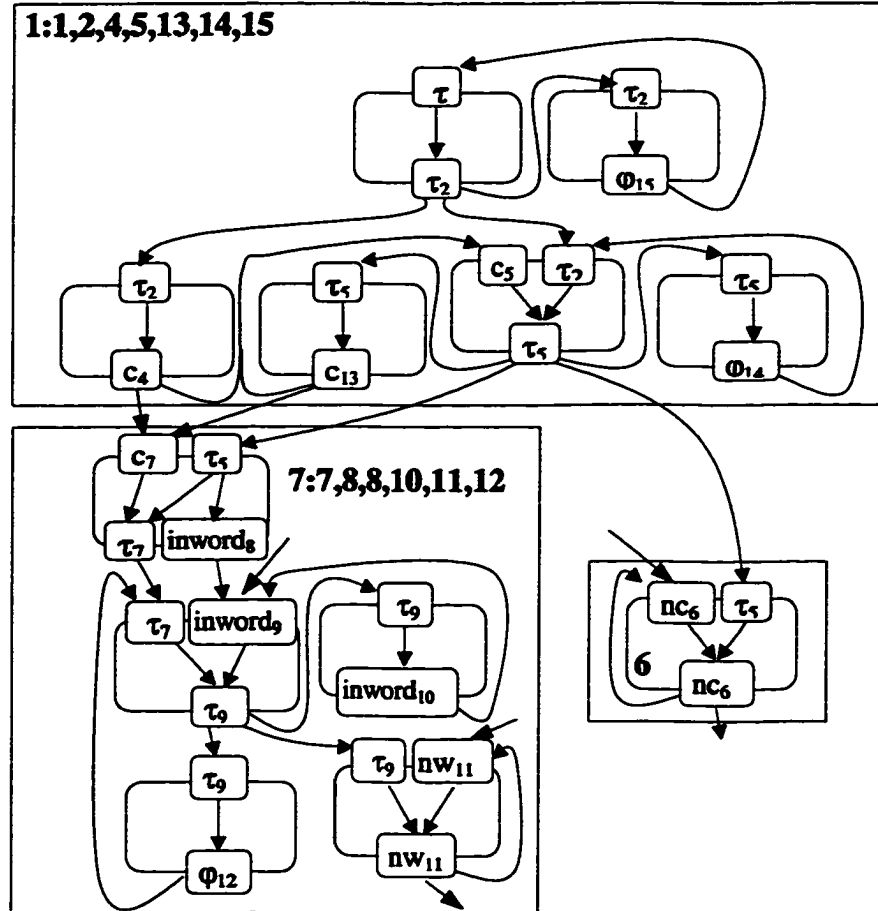 1:1,2,4,5,13,14,15
τ τ₂
τ₂ φ₁₅
τ₂ τ₅ c₅ τ₂ τ₅
c₄ c₁₃ τ₅ φ₁₄
c₇ τ₅
7:7,8,8,10,11,12
τ₇ inword₈
τ₇ inword₉ τ₉ nc₆ τ₅
6
τ₉ inword₁₀ nc₆
τ₉ τ₉ nw₁₁
φ₁₂ nw₁₁